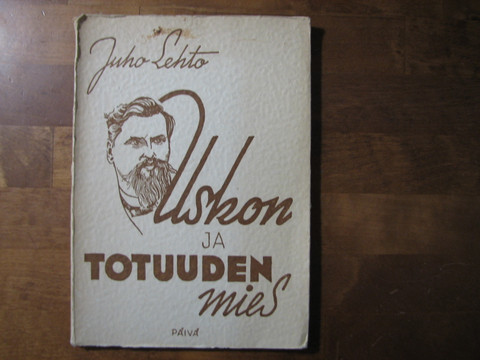 Juho Lehto
Uskon
JA
TOTUUDEN
mies
PÄIVÄ